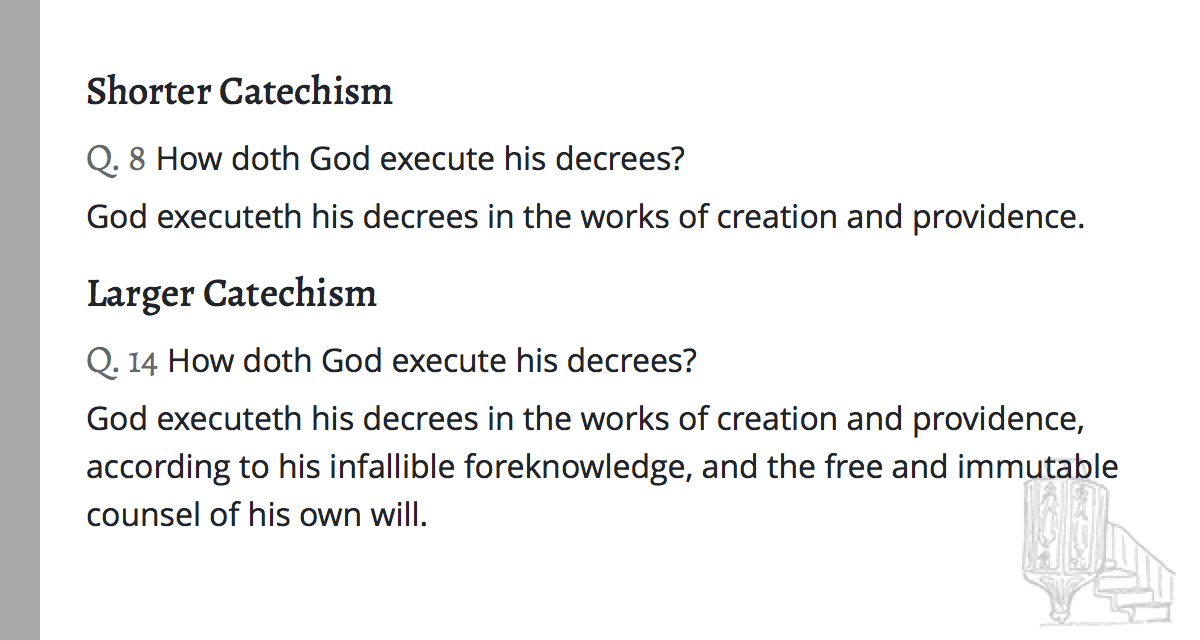 Shorter Catechism
Q. 8 How doth God execute his decrees?
God executeth his decrees in the works of creation and providence.
Larger Catechism
Q. 14 How doth God execute his decrees?
God executeth his decrees in the works of creation and providence,
according to his infallible foreknowledge, and the free and immutable
counsel of his own will.